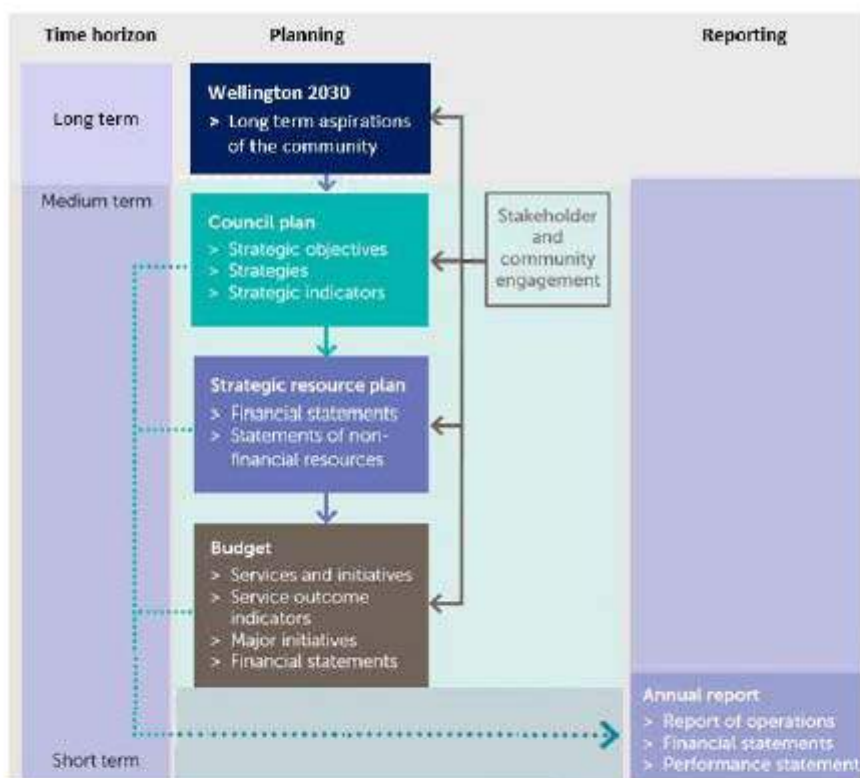 Time horizon
Planning
Reporting
Long term
Wellington 2030
> Long term aspirations
of the community
Medium term
Council plan
> Strategic objectives
> Strategies
> Strategic indicators
Stakeholder
and
community
engagement
Strategic resource plan
> Financial statements
> Statements of non-
financial resources
Budget
> Services and initiatives
> Service outcome
indicators
> Major initiatives
> Financial statements
Annual report
> Report of operations
> Financial statements
> Performance statement
Short term